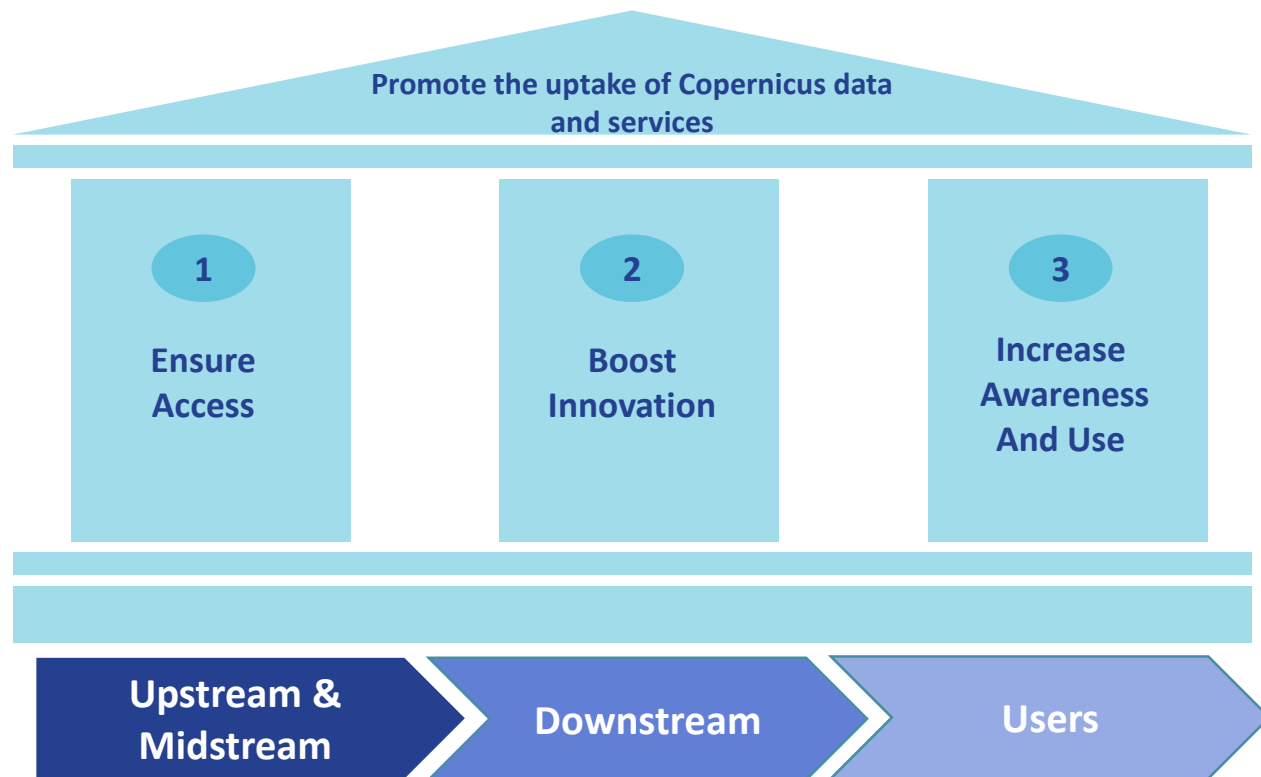 Promote the uptake of Copernicus data
and services
1
Ensure
Access
2
Boost
Innovation
3
Increase
Awareness
And Use
Upstream &
Midstream
Downstream
Users